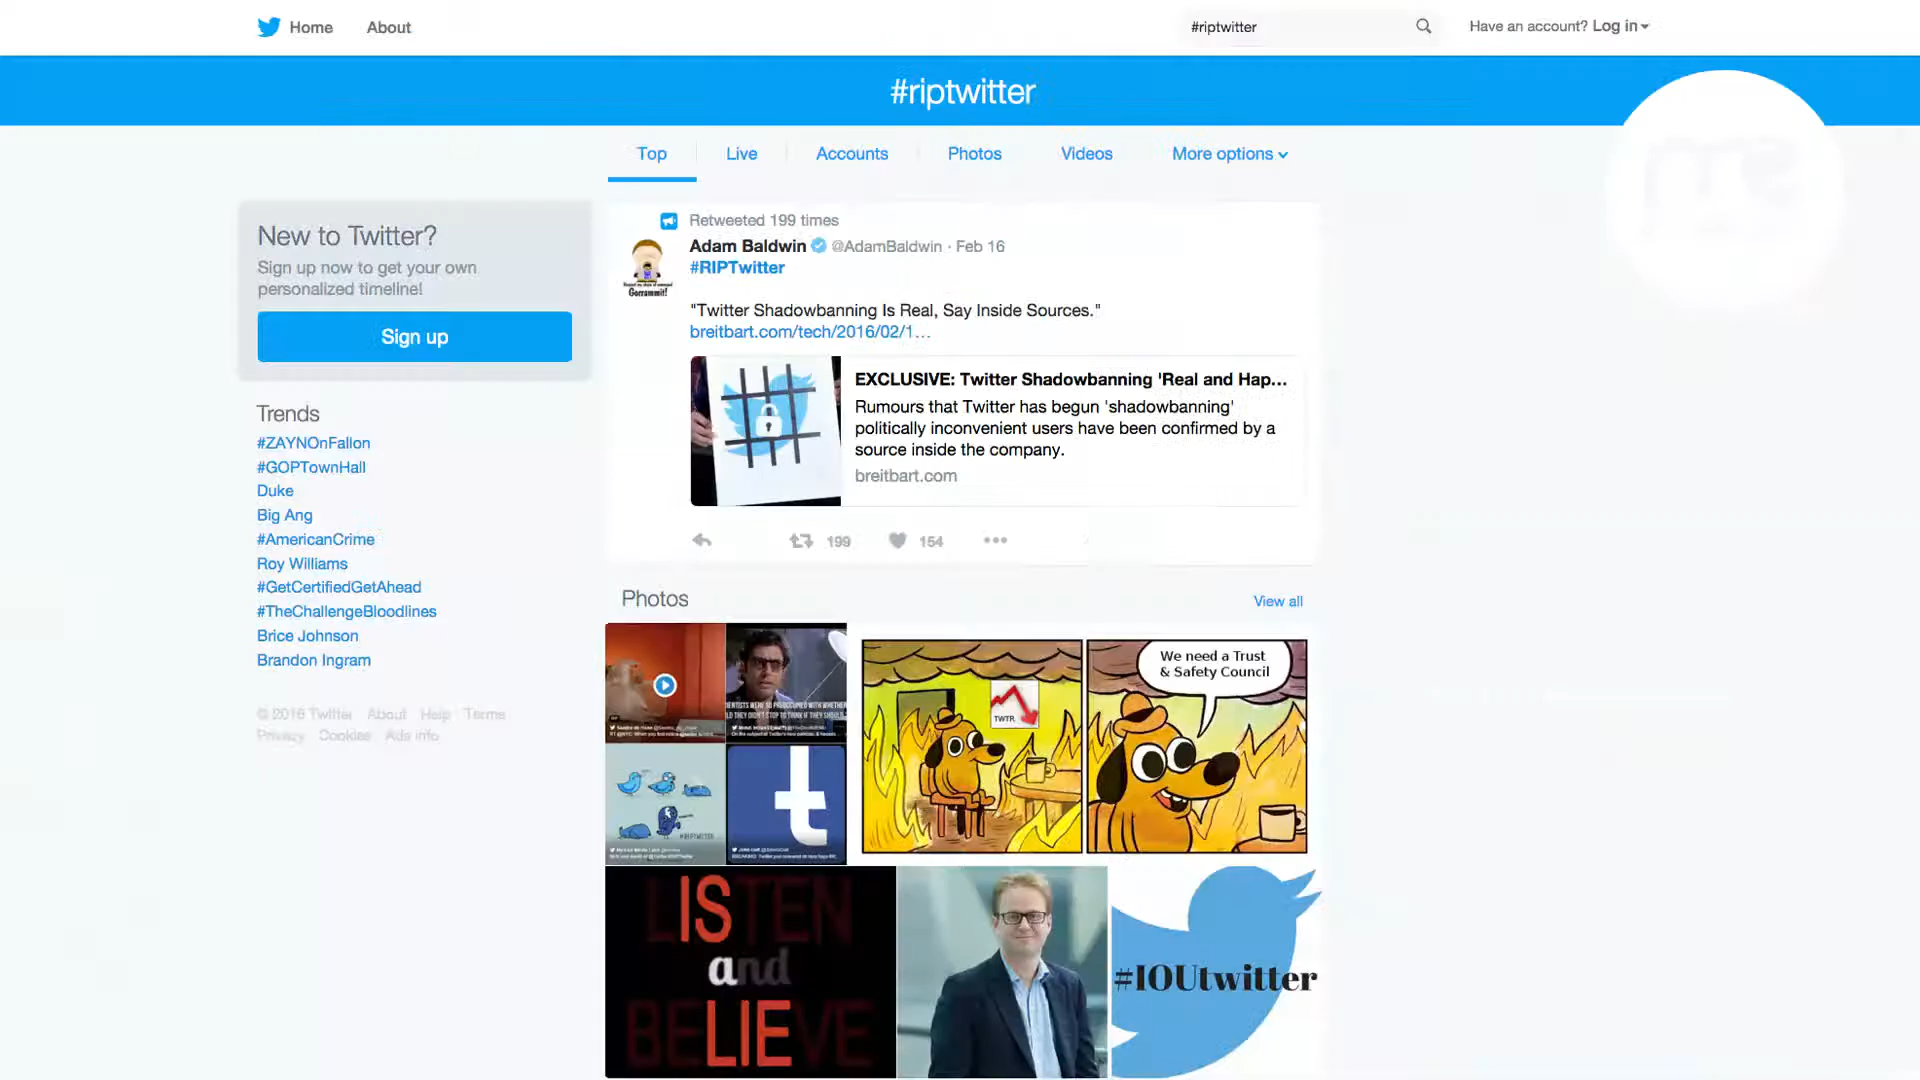 Home
About
#riptwitter
Have an account? Log in
#riptwitter
Top
Live
Accounts
Photos
Videos
More options
New to Twitter?
Sign up now to get your own
personalized timeline!
Sign up
Trends
#ZAYNOnFallon
#GOPTownHall
Duke
Big Ang
#AmericanCrime
Roy Williams
#GetCertifiedGetAhead
#TheChallengeBloodlines
Brice Johnson
Brandon Ingram
© 2016 Twitter About Help Terms
Privacy Cookies Ads info
Retweeted 199 times
Adam Baldwin @AdamBaldwin · Feb 16
#RIPTwitter
Gorrammit!
"Twitter Shadowbanning Is Real, Say Inside Sources."
breitbart.com/tech/2016/02/1…
EXCLUSIVE: Twitter Shadowbanning 'Real and Hap...
Rumours that Twitter has begun 'shadowbanning'
politically inconvenient users have been confirmed by a
source inside the company.
breitbart.com
199
154
Photos
View all
TWTR
We need a Trust
& Safety Council
t
LISTEN
and
BELIEVE
#IOUtwitter